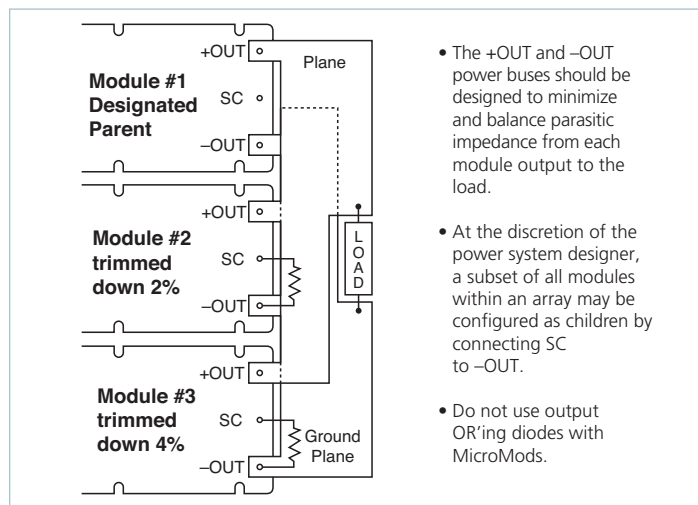 +OUT
Plane
Module #1
Designated
Parent
SC
–OUT
+OUT
Module #2
trimmed
down 2%
SC
–OUT
LOAD
+OUT
Module #3
trimmed
down 4%
SC
Ground
Plane
–OUT
• The +OUT and –OUT
power buses should be
designed to minimize
and balance parasitic
impedance from each
module output to the
load.
• At the discretion of the
power system designer,
a subset of all modules
within an array may be
configured as children by
connecting SC
to –OUT.
• Do not use output
OR’ing diodes with
MicroMods.